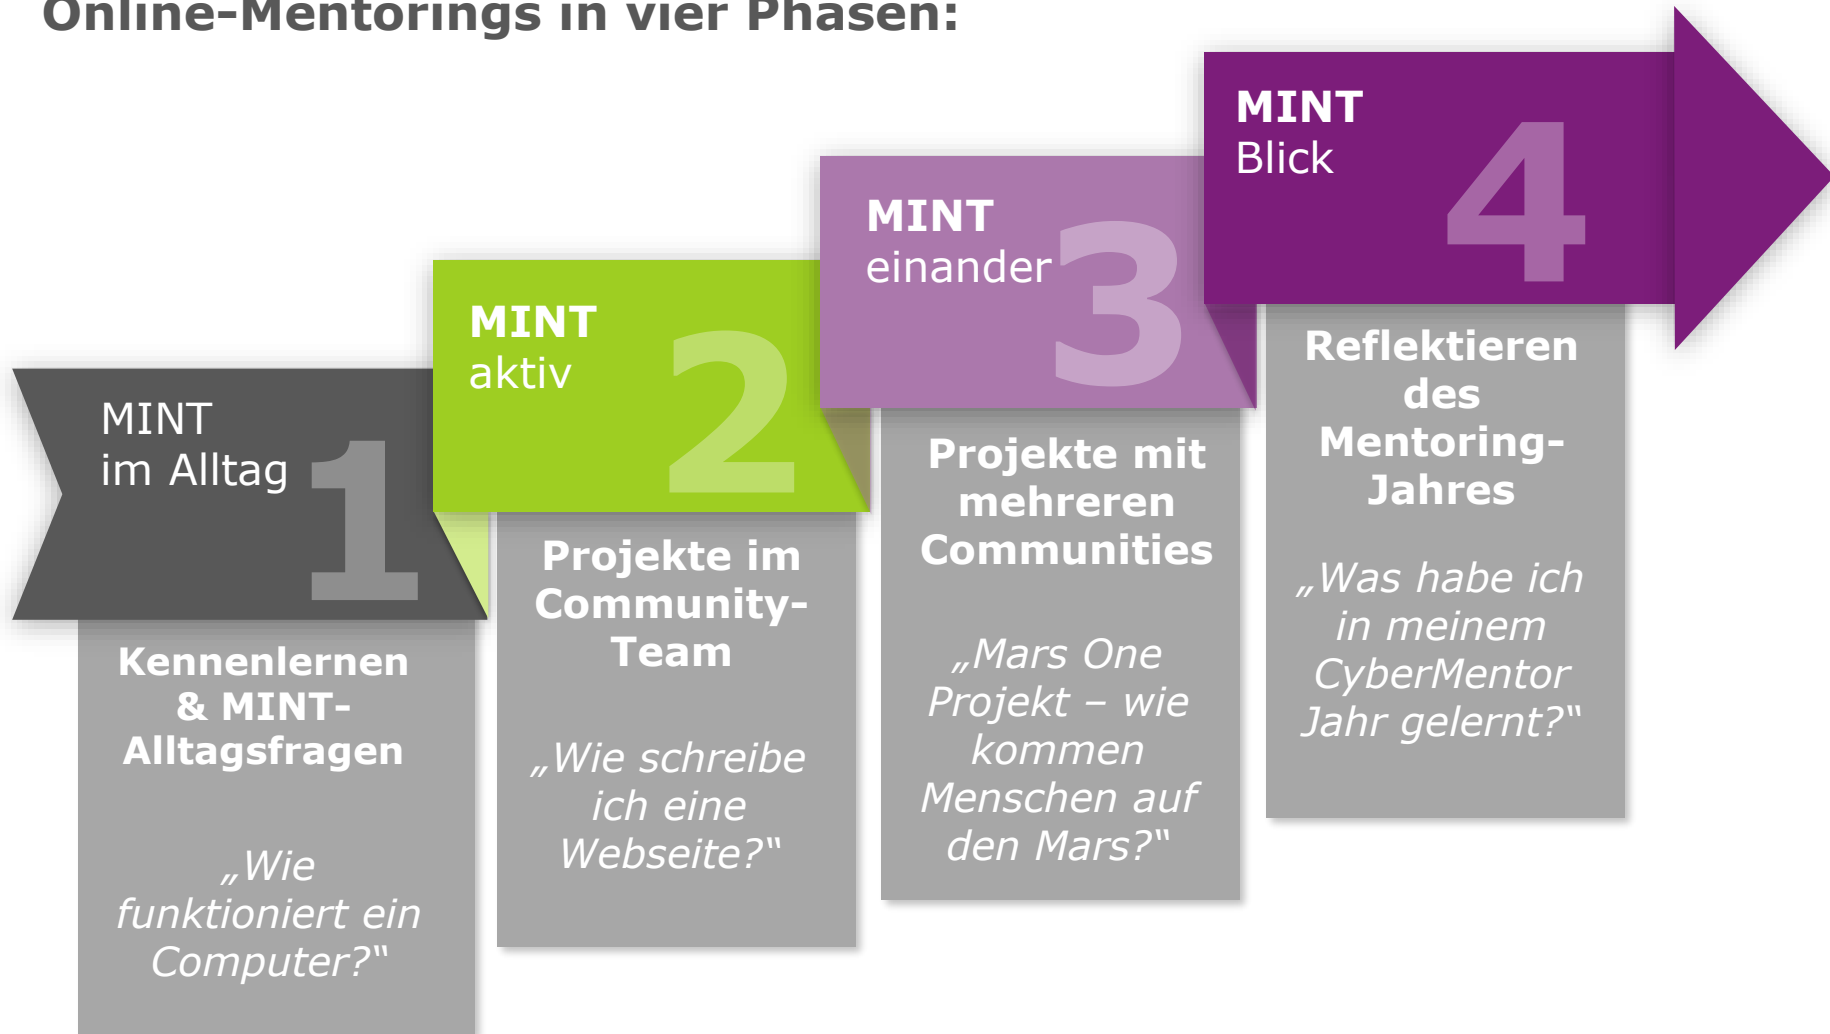 Online-Mentorings in vier Phasen:
MINT
im Alltag
1
Kennenlernen
& MINT-
Alltagsfragen
„Wie
funktioniert ein
Computer?“
MINT
aktiv
2
Projekte im
Community-
Team
„Wie schreibe
ich eine
Webseite?“
MINT
einander
3
Projekte mit
mehreren
Communities
„Mars One
Projekt – wie
kommen
Menschen auf
den Mars?“
MINT
Blick
4
Reflektieren
des
Mentoring-
Jahres
„Was habe ich
in meinem
CyberMentor
Jahr gelernt?“